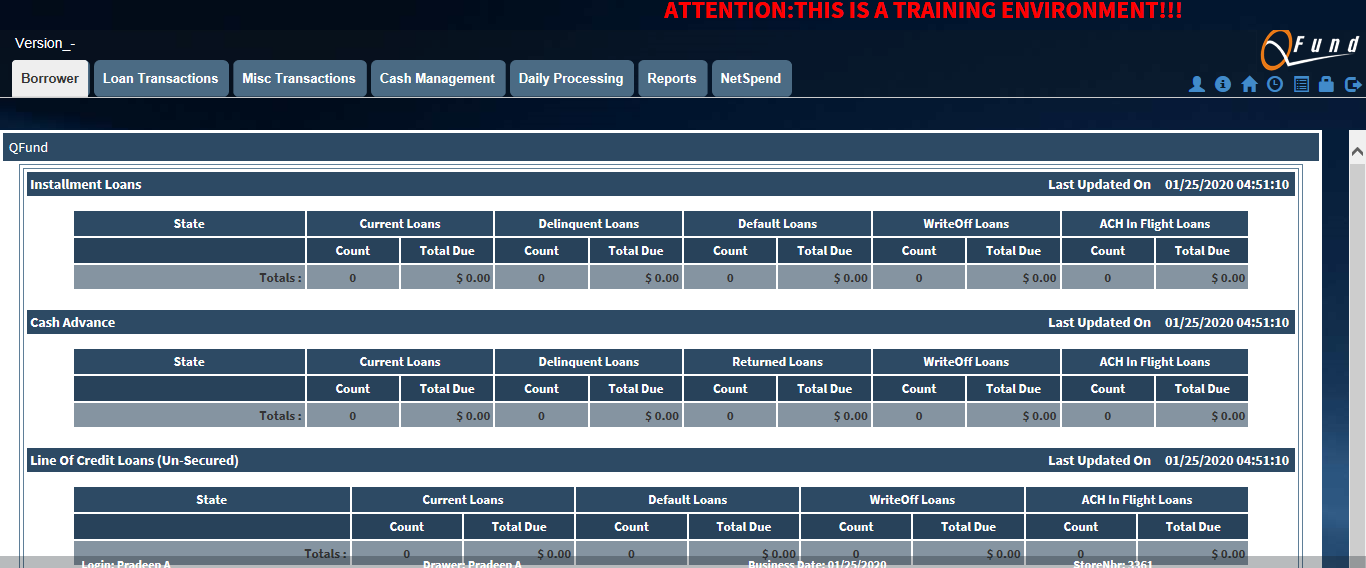 ATTENTION:THIS IS A TRAINING ENVIRONMENT!!!
Version_-
QFund
Borrower Loan Transactions Misc Transactions Cash Management Daily Processing Reports NetSpend
QFund
Installment Loans Last Updated On 01/25/2020 04:51:10
State Current Loans Delinquent Loans Default Loans WriteOff Loans ACH In Flight Loans
Count Total Due Count Total Due Count Total Due Count Total Due Count Total Due
Totals : 0 $ 0.00 0 $ 0.00 0 $ 0.00 0 $ 0.00 0 $ 0.00
Cash Advance Last Updated On 01/25/2020 04:51:10
State Current Loans Delinquent Loans Returned Loans WriteOff Loans ACH In Flight Loans
Count Total Due Count Total Due Count Total Due Count Total Due Count Total Due
Totals : 0 $ 0.00 0 $ 0.00 0 $ 0.00 0 $ 0.00 0 $ 0.00
Line Of Credit Loans (Un-Secured) Last Updated On 01/25/2020 04:51:10
State Current Loans Default Loans WriteOff Loans ACH In Flight Loans
Count Total Due Count Total Due Count Total Due Count Total Due
Totals : 0 $ 0.00 0 $ 0.00 0 $ 0.00 0 $ 0.00
Login: Pradeep A Drawer: Pradeep A Business Date: 01/25/2020 StoreNbr: 3361